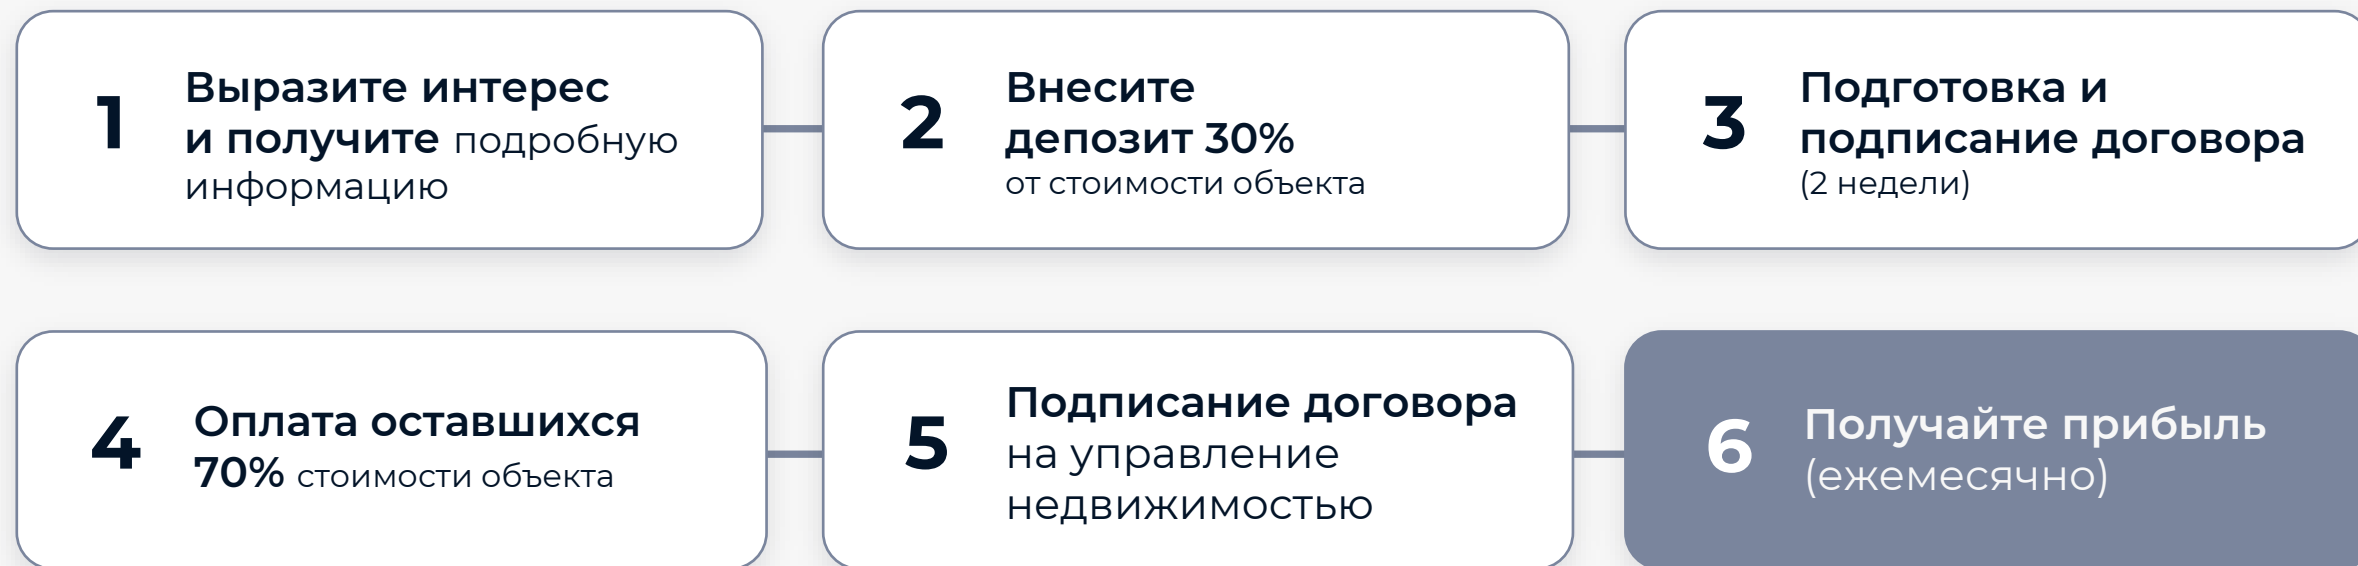 1
Выразите интерес
и получите подробную
информацию
2
Внесите
депозит 30%
от стоимости объекта
3
Подготовка и
подписание договора
(2 недели)
4
Оплата оставшихся
70% стоимости объекта
5
Подписание договора
на управление
недвижимостью
6
Получайте прибыль
(ежемесячно)